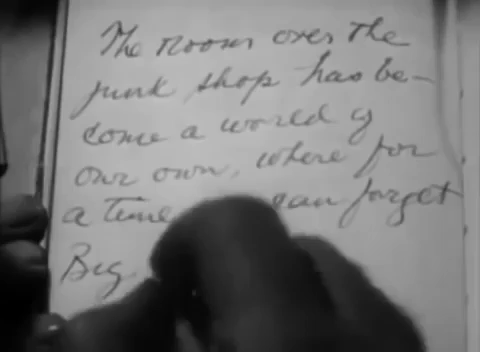 The room over the
junk shop has be-
come a world of
our own, where for
a time can forget
Big